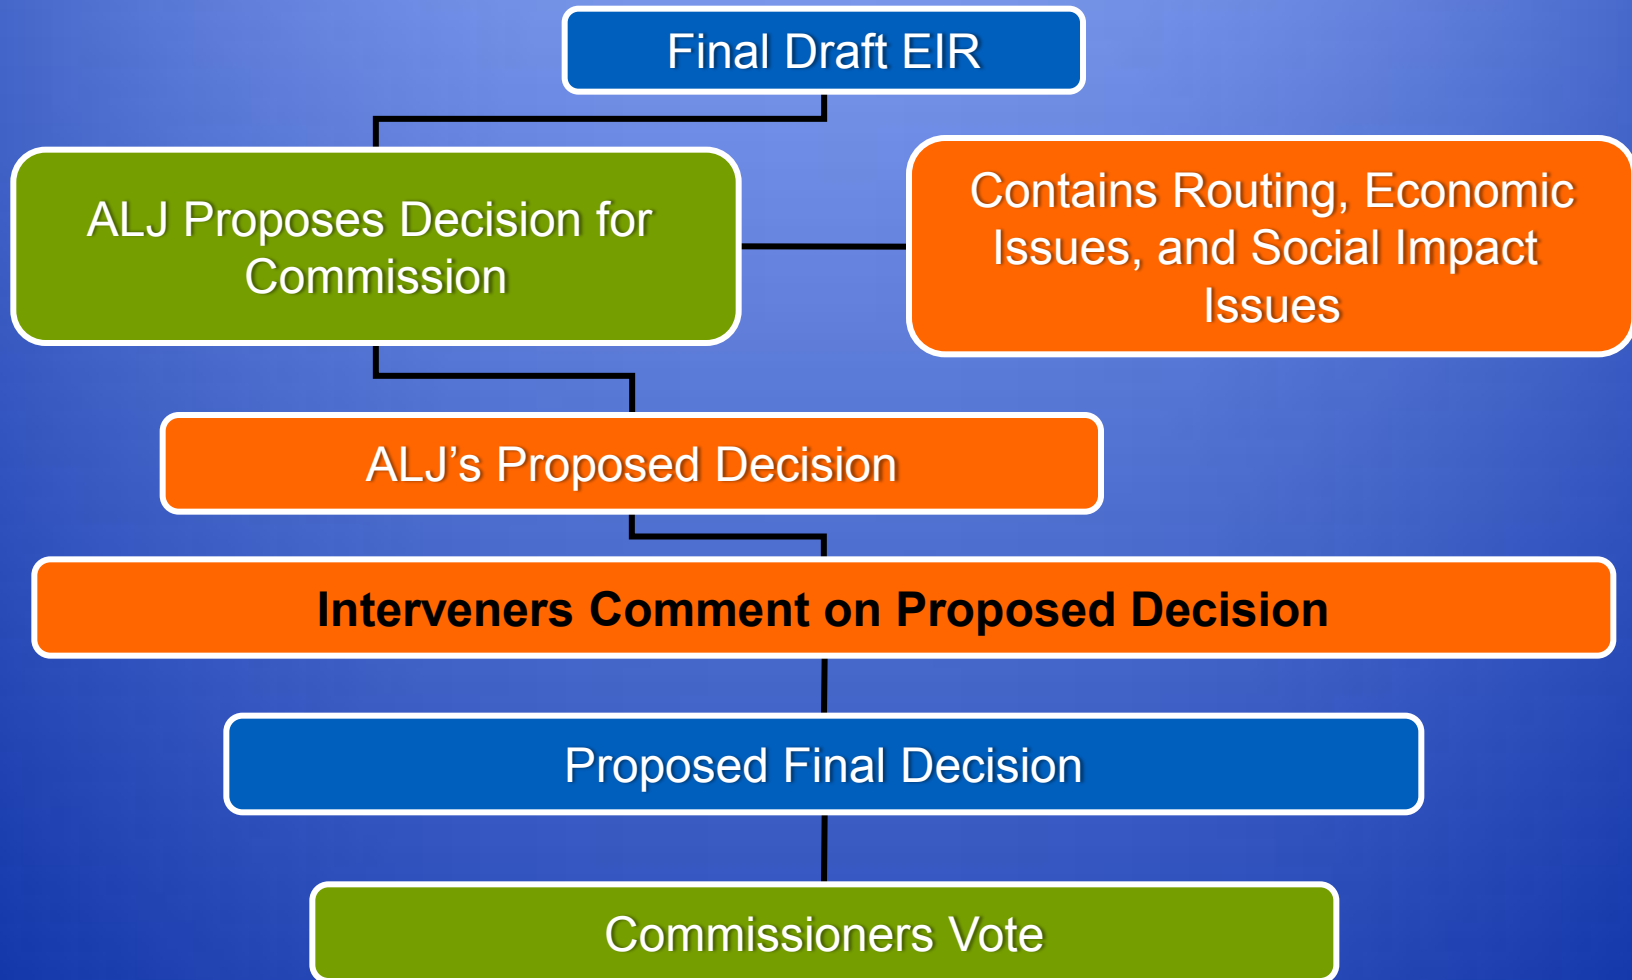 Final Draft EIR
ALJ Proposes Decision for
Commission
Contains Routing, Economic
Issues, and Social Impact
Issues
ALJ’s Proposed Decision
Interveners Comment on Proposed Decision
Proposed Final Decision
Commissioners Vote